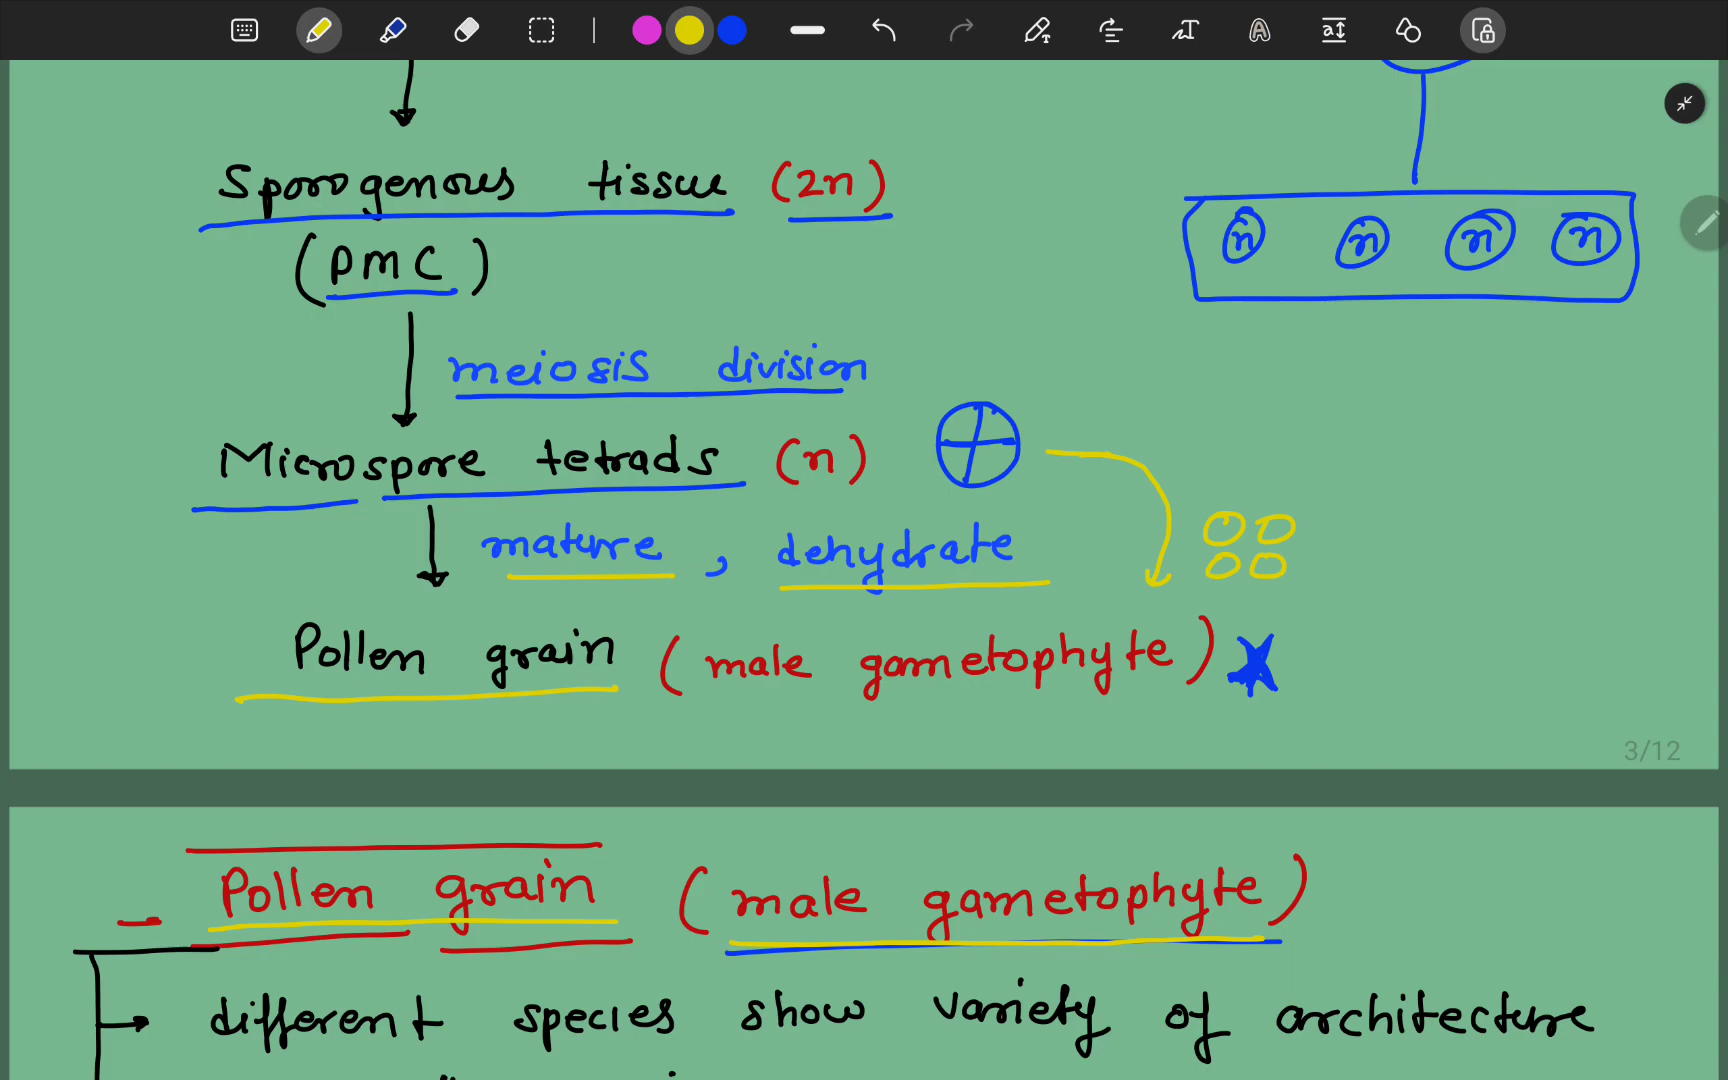 Sporogenous tissue (2n)
(PMC)
n n n n
meiosis division
Microspore tetrads (n)
mature, dehydrate
Pollen grain (male gametophyte)
3/12
- Pollen grain (male gametophyte)
→ different species show variety of architecture